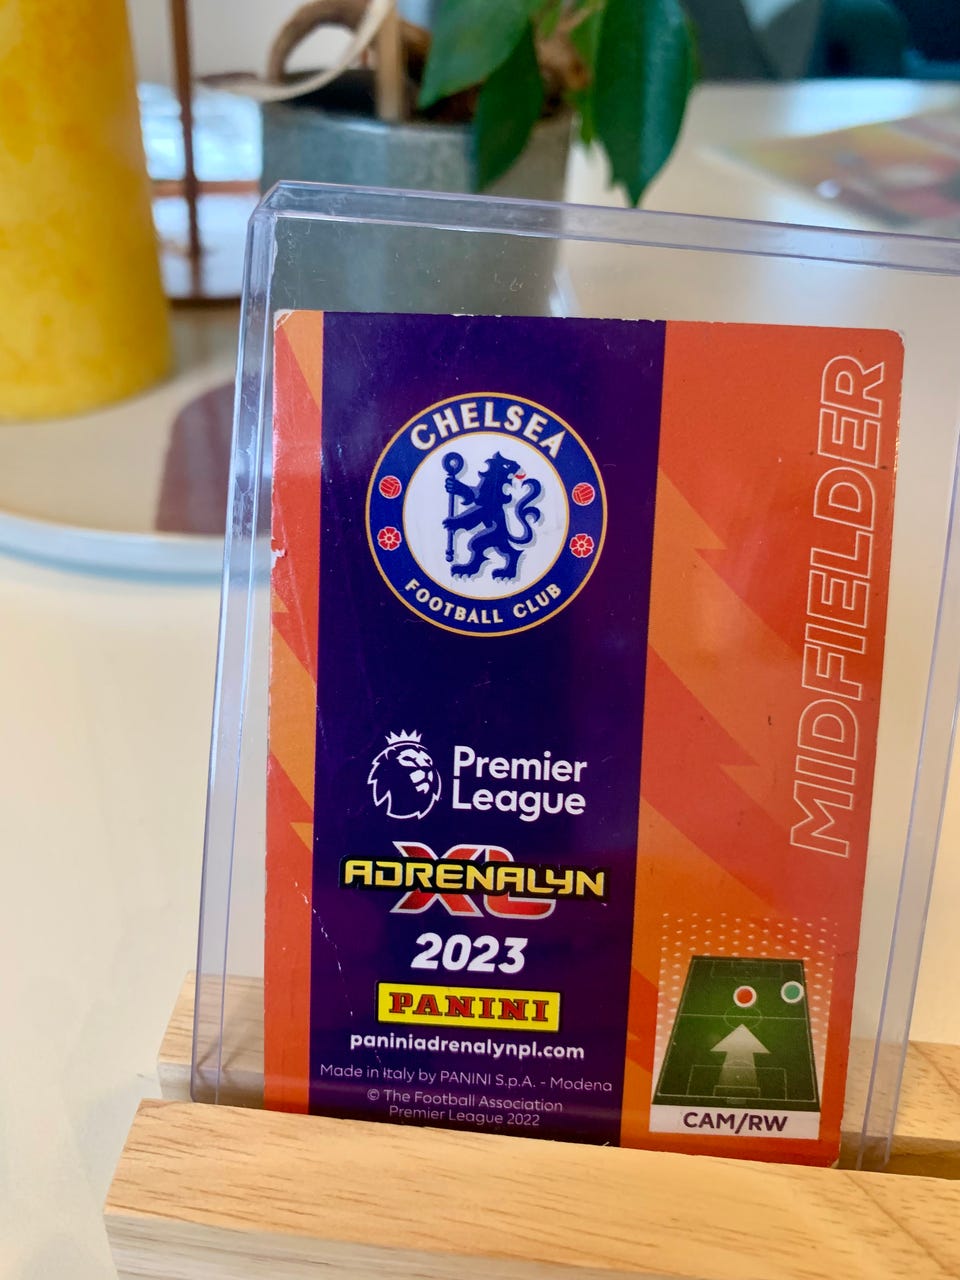 CHELSEA
FOOTBALL CLUB
MIDFIELDER
Premier
League
ADRENALYN
XL
2023
PANINI
paniniadrenalynpl.com
Made in Italy by PANINI S.p.A. - Modena
© The Football Association
Premier League 2022
CAM/RW